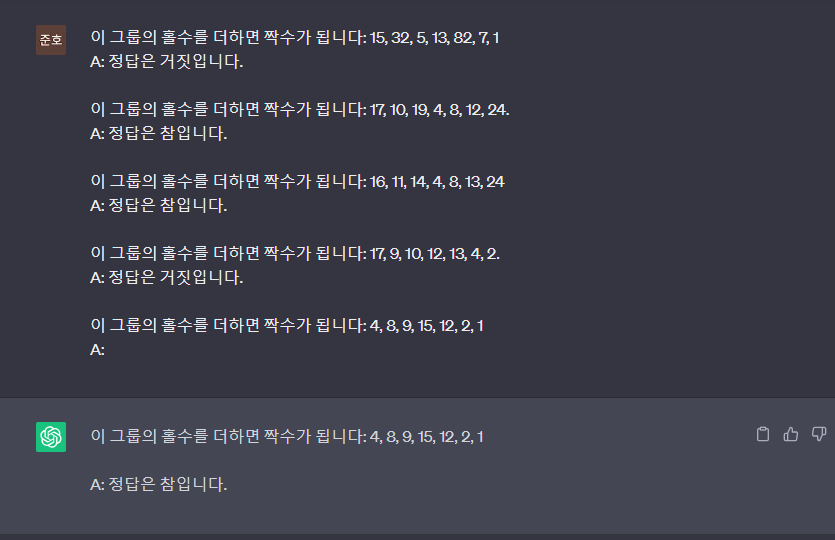 준호
이 그룹의 홀수를 더하면 짝수가 됩니다: 15, 32, 5, 13, 82, 7, 1
A: 정답은 거짓입니다.
이 그룹의 홀수를 더하면 짝수가 됩니다: 17, 10, 19, 4, 8, 12, 24.
A: 정답은 참입니다.
이 그룹의 홀수를 더하면 짝수가 됩니다: 16, 11, 14, 4, 8, 13, 24
A: 정답은 참입니다.
이 그룹의 홀수를 더하면 짝수가 됩니다: 17, 9, 10, 12, 13, 4, 2.
A: 정답은 거짓입니다.
이 그룹의 홀수를 더하면 짝수가 됩니다: 4, 8, 9, 15, 12, 2, 1
A:
이 그룹의 홀수를 더하면 짝수가 됩니다: 4, 8, 9, 15, 12, 2, 1
A: 정답은 참입니다.